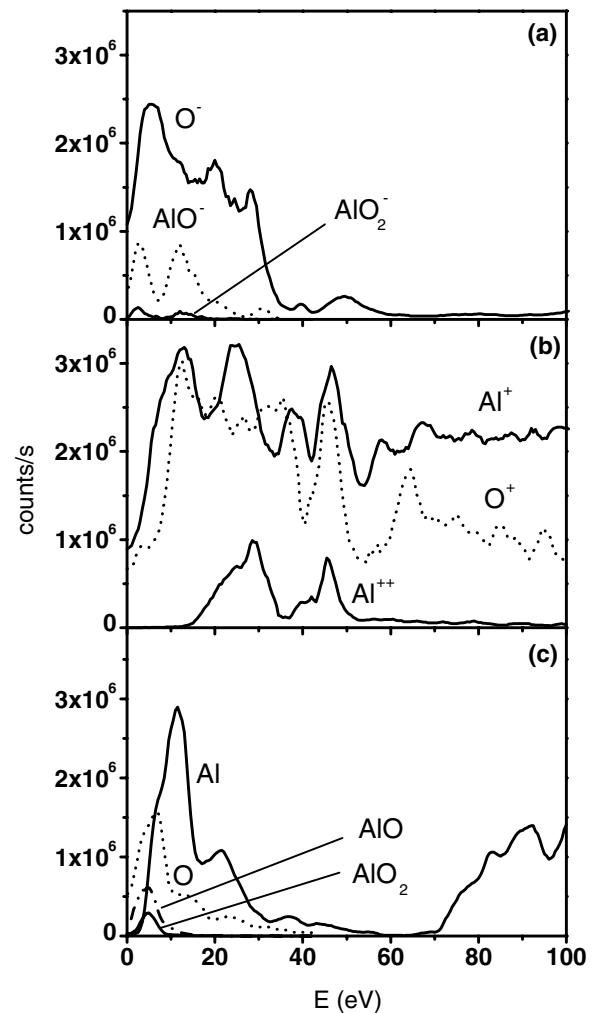 (a)
3x10⁶
O⁻
2x10⁶
AlO⁻
AlO₂⁻
1x10⁶
0
(b)
3x10⁶
Al⁺
2x10⁶
O⁺
1x10⁶
Al⁺⁺
0
counts/s
(c)
3x10⁶
Al
2x10⁶
AlO
1x10⁶
O
AlO₂
0
0 20 40 60 80 100
E (eV)